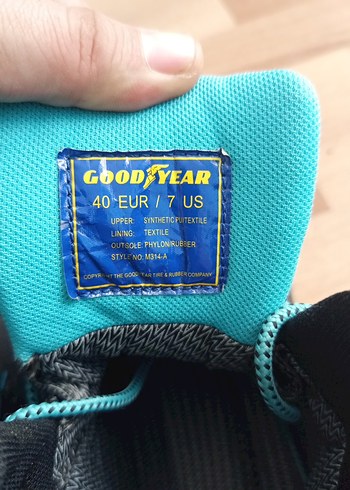 GOODYEAR
40 EUR / 7 US
UPPER: SYNTHETIC PU/TEXTILE
LINING: TEXTILE
OUTSOLE: PHYLON/RUBBER
STYLE NO: M314-A
COPYRIGHT THE GOODYEAR TIRE & RUBBER COMPANY